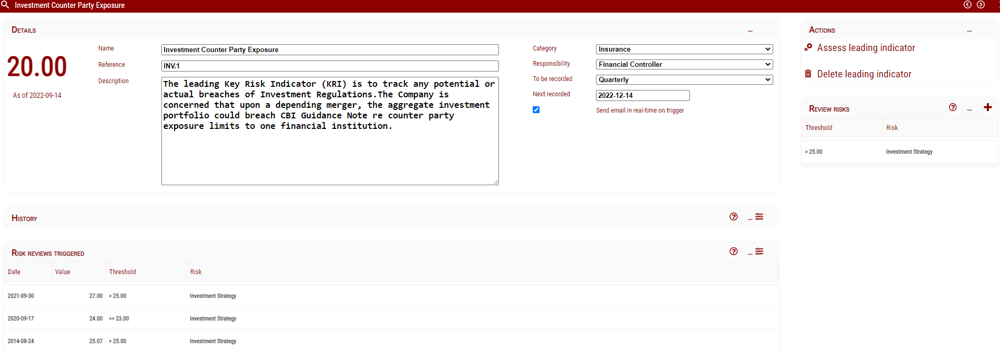 Investment Counter Party Exposure
Details
...
20.00
As of 2022-09-14
Name
Investment Counter Party Exposure
Reference
INV.1
Description
The leading Key Risk Indicator (KRI) is to track any potential or
actual breaches of Investment Regulations.The Company is
concerned that upon a depending merger, the aggregate investment
portfolio could breach CBI Guidance Note re counter party
exposure limits to one financial institution.
Category
Insurance
Responsibility
Financial Controller
To be recorded
Quarterly
Next recorded
2022-12-14
Send email in real-time on trigger
Actions
...
Assess leading indicator
Delete leading indicator
Review risks
? ... +
Threshold Risk
> 25.00 Investment Strategy
History
? ...
Risk reviews triggered
? ...
Date Value Threshold Risk
2021-09-30 27.00 > 25.00 Investment Strategy
2020-09-17 24.00 >= 23.00 Investment Strategy
2014-08-24 25.07 > 25.00 Investment Strategy